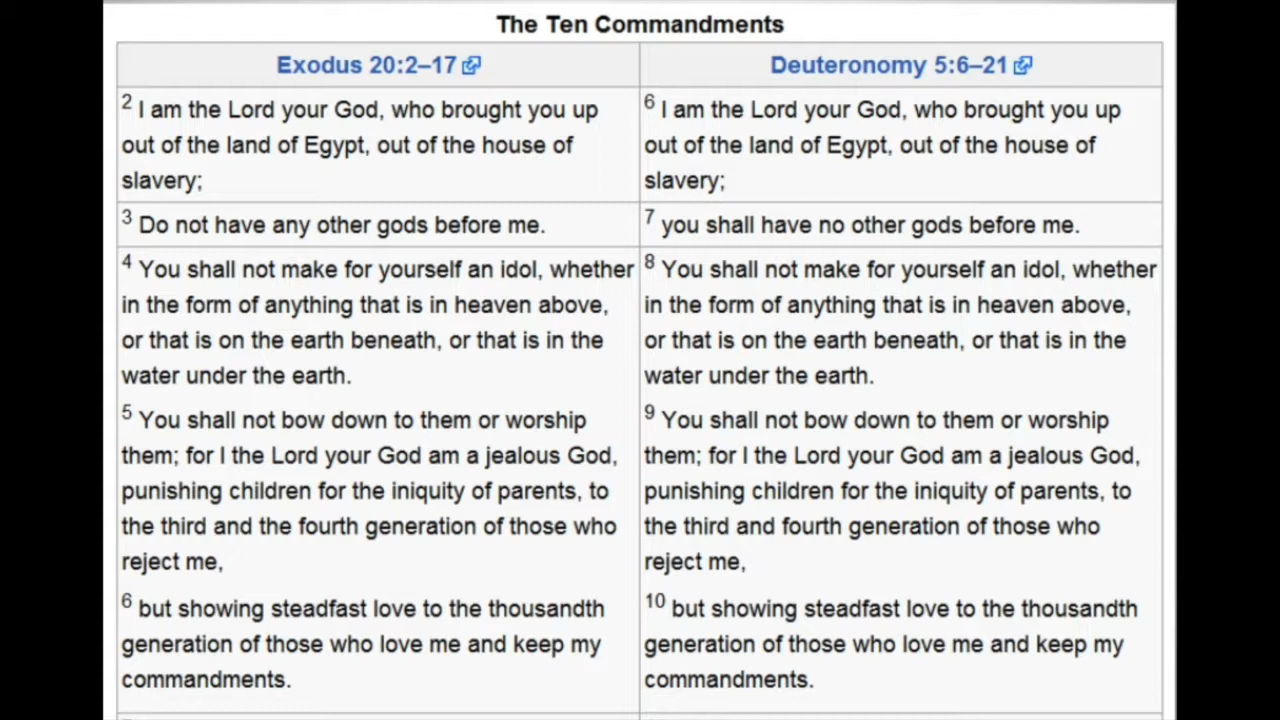 The Ten Commandments
Exodus 20:2–17
Deuteronomy 5:6–21
2 I am the Lord your God, who brought you up
out of the land of Egypt, out of the house of
slavery;
6 I am the Lord your God, who brought you up
out of the land of Egypt, out of the house of
slavery;
3 Do not have any other gods before me.
7 you shall have no other gods before me.
4 You shall not make for yourself an idol, whether
in the form of anything that is in heaven above,
or that is on the earth beneath, or that is in the
water under the earth.
5 You shall not bow down to them or worship
them; for I the Lord your God am a jealous God,
punishing children for the iniquity of parents, to
the third and the fourth generation of those who
reject me,
6 but showing steadfast love to the thousandth
generation of those who love me and keep my
commandments.
8 You shall not make for yourself an idol, whether
in the form of anything that is in heaven above,
or that is on the earth beneath, or that is in the
water under the earth.
9 You shall not bow down to them or worship
them; for I the Lord your God am a jealous God,
punishing children for the iniquity of parents, to
the third and fourth generation of those who
reject me,
10 but showing steadfast love to the thousandth
generation of those who love me and keep my
commandments.